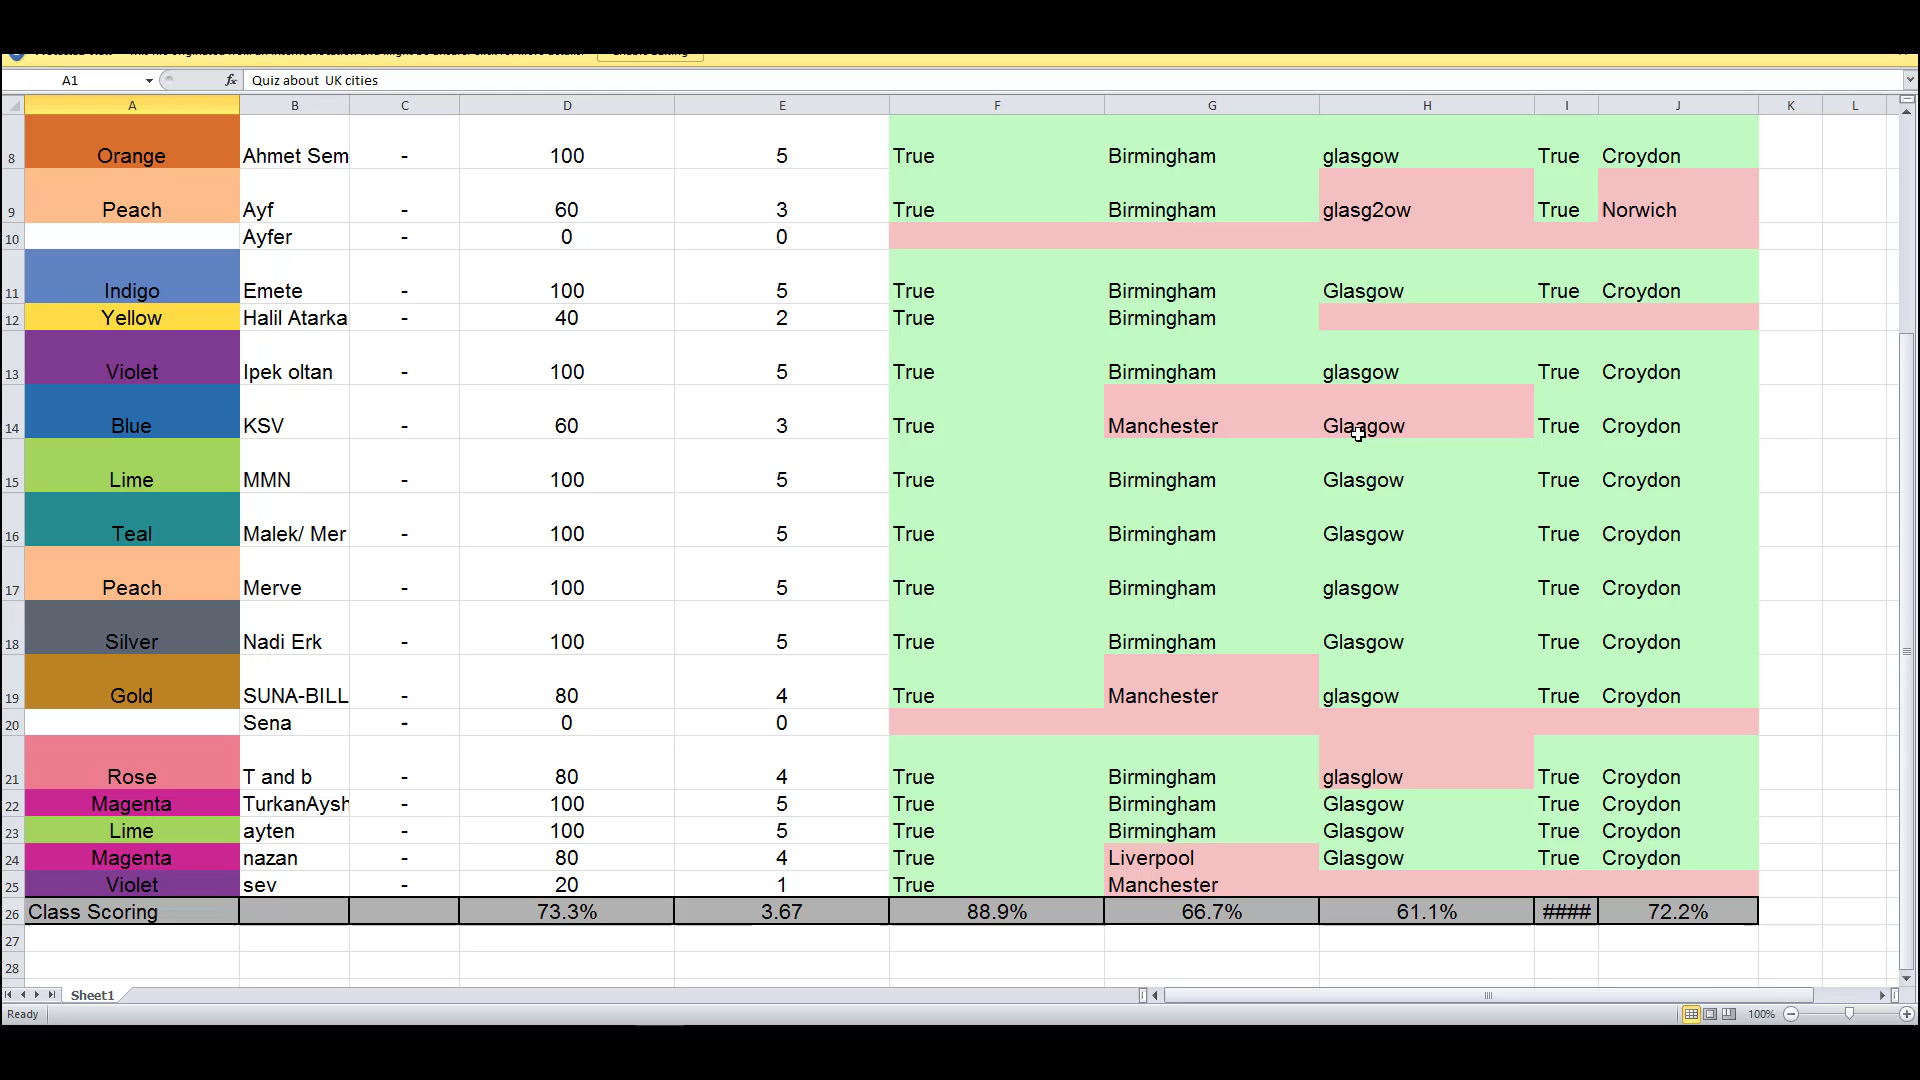 A1 fx Quiz about UK cities
A B C D E F G H I J K L
8 Orange Ahmet Sem - 100 5 True Birmingham glasgow True Croydon
9 Peach Ayf - 60 3 True Birmingham glasg2ow True Norwich
10 Ayfer - 0 0
11 Indigo Emete - 100 5 True Birmingham Glasgow True Croydon
12 Yellow Halil Atarka - 40 2 True Birmingham
13 Violet Ipek oltan - 100 5 True Birmingham glasgow True Croydon
14 Blue KSV - 60 3 True Manchester Glasgow True Croydon
15 Lime MMN - 100 5 True Birmingham Glasgow True Croydon
16 Teal Malek/ Mer - 100 5 True Birmingham Glasgow True Croydon
17 Peach Merve - 100 5 True Birmingham glasgow True Croydon
18 Silver Nadi Erk - 100 5 True Birmingham Glasgow True Croydon
19 Gold SUNA-BILL - 80 4 True Manchester glasgow True Croydon
20 Sena - 0 0
21 Rose T and b - 80 4 True Birmingham glasglow True Croydon
22 Magenta TurkanAysh - 100 5 True Birmingham Glasgow True Croydon
23 Lime ayten - 100 5 True Birmingham Glasgow True Croydon
24 Magenta nazan - 80 4 True Liverpool Glasgow True Croydon
25 Violet sev - 20 1 True Manchester
26 Class Scoring 73.3% 3.67 88.9% 66.7% 61.1% #### 72.2%
27
28
Sheet1
Ready 100%